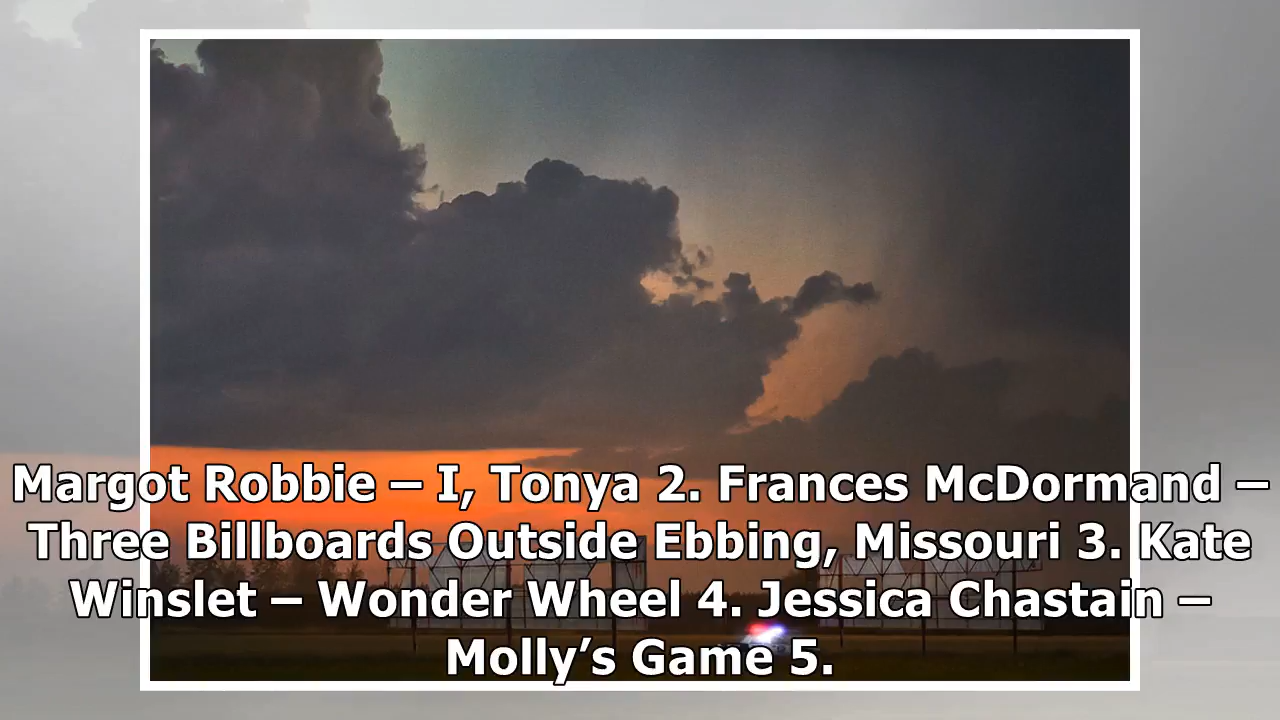 Margot Robbie – I, Tonya 2. Frances McDormand –
Three Billboards Outside Ebbing, Missouri 3. Kate
Winslet – Wonder Wheel 4. Jessica Chastain –
Molly’s Game 5.